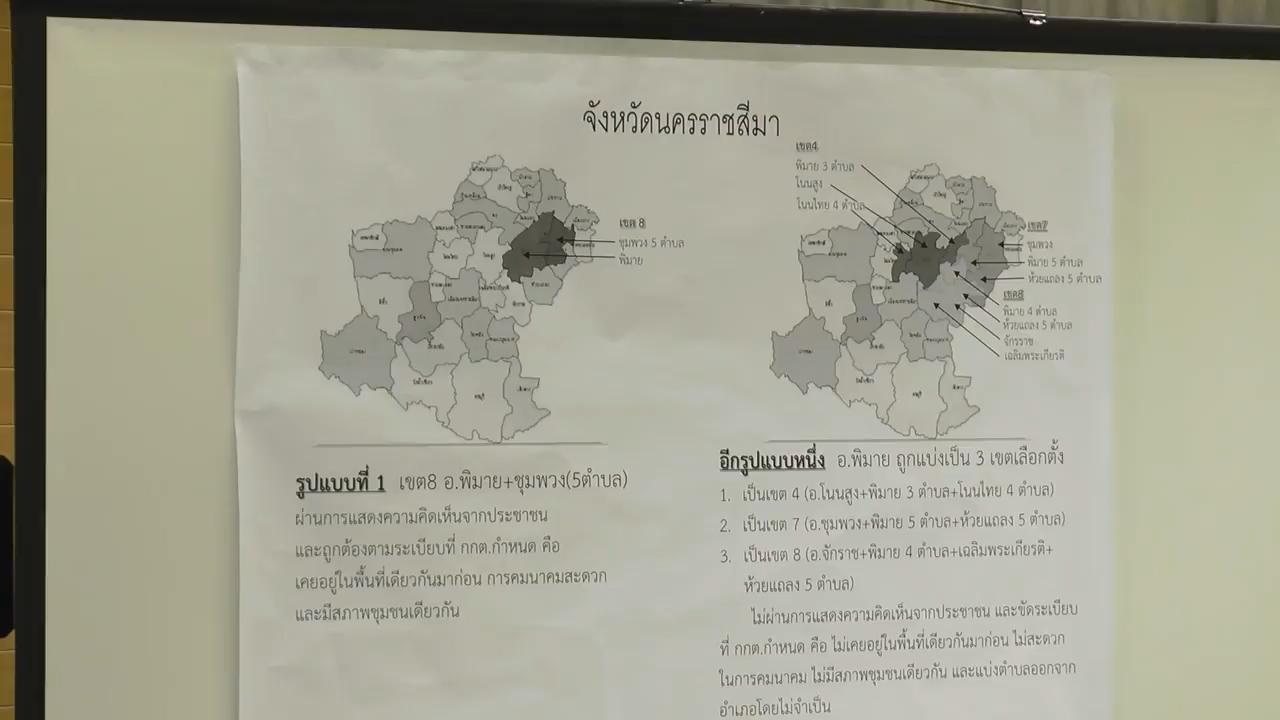 จังหวัดนครราชสีมา
เขต 8
ชุมพวง 5 ตำบล
พิมาย
เขต4
พิมาย 3 ตำบล
โนนสูง
โนนไทย 4 ตำบล
เขต7
ชุมพวง
พิมาย 5 ตำบล
ห้วยแถลง 5 ตำบล
เขต8
พิมาย 4 ตำบล
ห้วยแถลง 5 ตำบล
จักราช
เฉลิมพระเกียรติ
รูปแบบที่ 1 เขต8 อ.พิมาย+ชุมพวง(5ตำบล)
ผ่านการแสดงความคิดเห็นจากประชาชน
และถูกต้องตามระเบียบที่ กกต.กำหนด คือ
เคยอยู่ในพื้นที่เดียวกันมาก่อน การคมนาคมสะดวก
และมีสภาพชุมชนเดียวกัน
อีกรูปแบบหนึ่ง อ.พิมาย ถูกแบ่งเป็น 3 เขตเลือกตั้ง
1. เป็นเขต 4 (อ.โนนสูง+พิมาย 3 ตำบล+โนนไทย 4 ตำบล)
2. เป็นเขต 7 (อ.ชุมพวง+พิมาย 5 ตำบล+ห้วยแถลง 5 ตำบล)
3. เป็นเขต 8 (อ.จักราช+พิมาย 4 ตำบล+เฉลิมพระเกียรติ+
ห้วยแถลง 5 ตำบล)
ไม่ผ่านการแสดงความคิดเห็นจากประชาชน และขัดระเบียบ
ที่ กกต.กำหนด คือ ไม่เคยอยู่ในพื้นที่เดียวกันมาก่อน ไม่สะดวก
ในการคมนาคม ไม่มีสภาพชุมชนเดียวกัน และแบ่งตำบลออกจาก
อำเภอโดยไม่จำเป็น